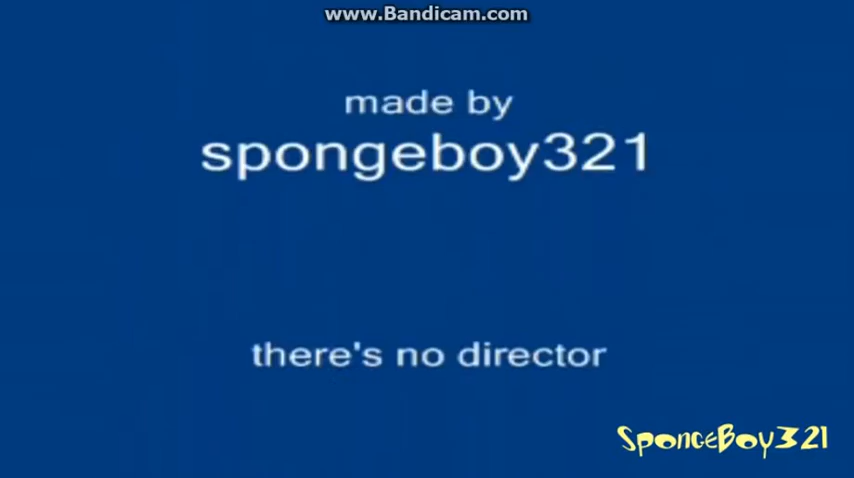 www.Bandicam.com
made by
spongeboy321
there's no director
SpongeBoy321